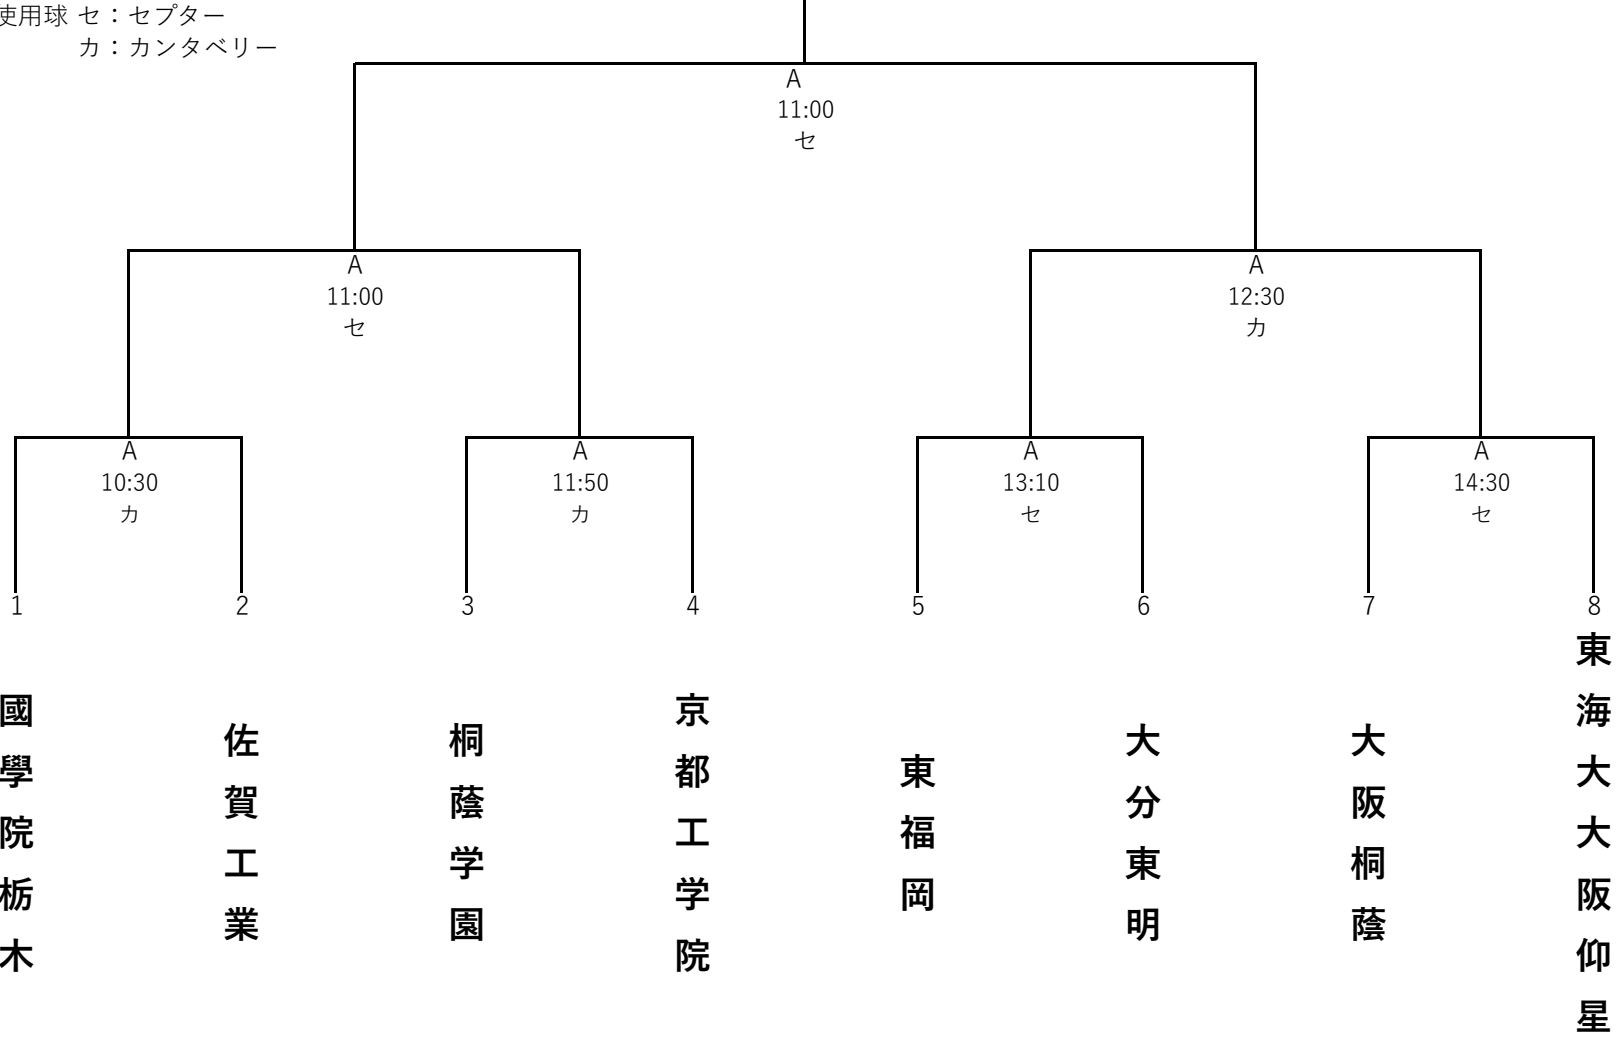 使用球 セ：セプター
カ：カンタベリー
A
11:00
セ
A
11:00
セ
A
12:30
カ
A
10:30
カ
A
11:50
カ
A
13:10
セ
A
14:30
セ
1
2
3
4
5
6
7
8
國學院栃木
佐賀工業
桐蔭学園
京都工学院
東福岡
大分東明
大阪桐蔭
東海大大阪仰星